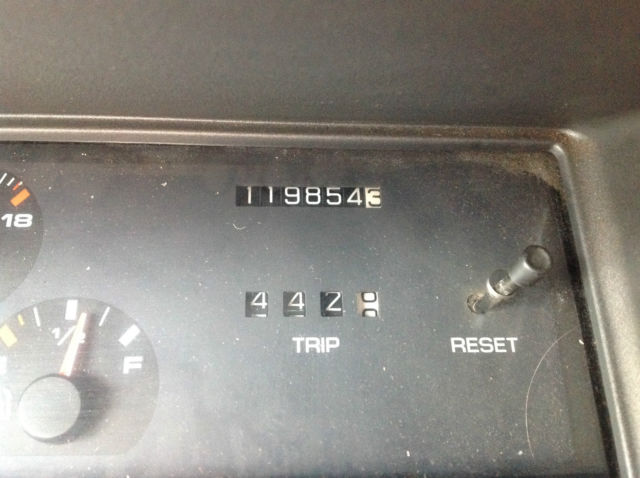 1198543
18
442
1/2
TRIP
RESET
F